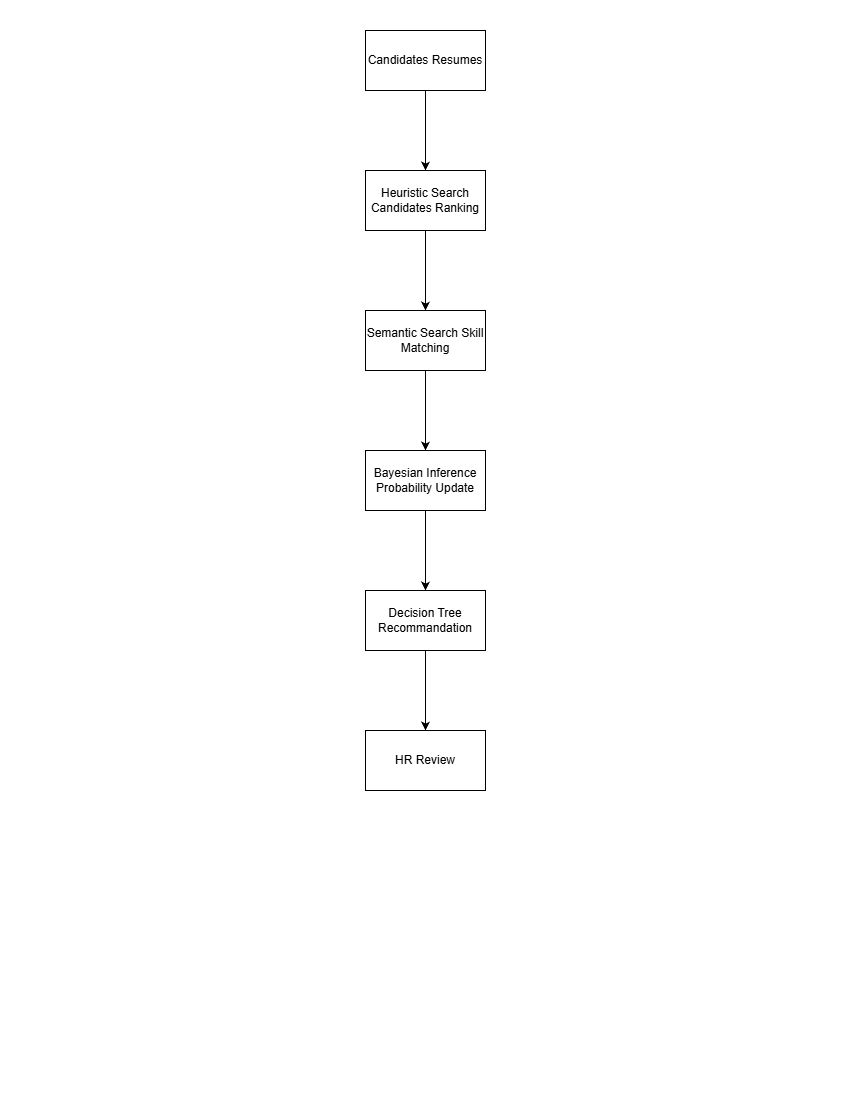 Candidates Resumes
Heuristic Search
Candidates Ranking
Semantic Search Skill
Matching
Bayesian Inference
Probability Update
Decision Tree
Recommandation
HR Review